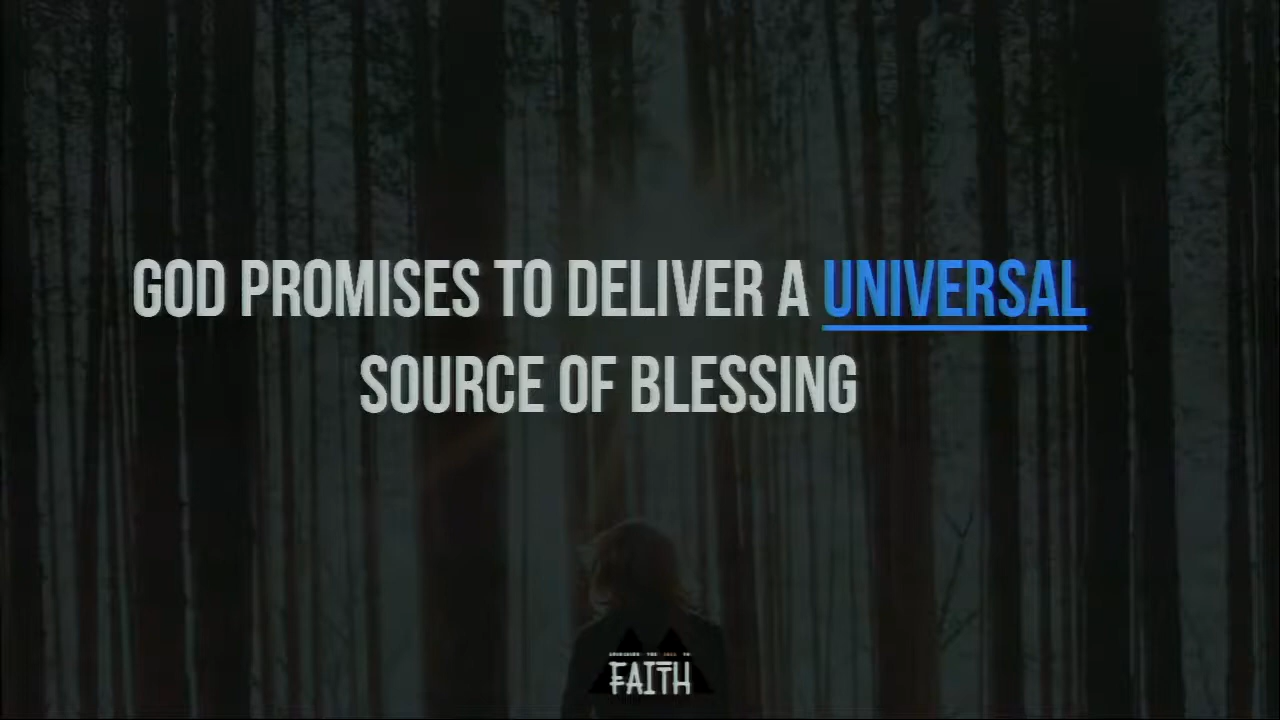 GOD PROMISES TO DELIVER A UNIVERSAL
SOURCE OF BLESSING
FAITH